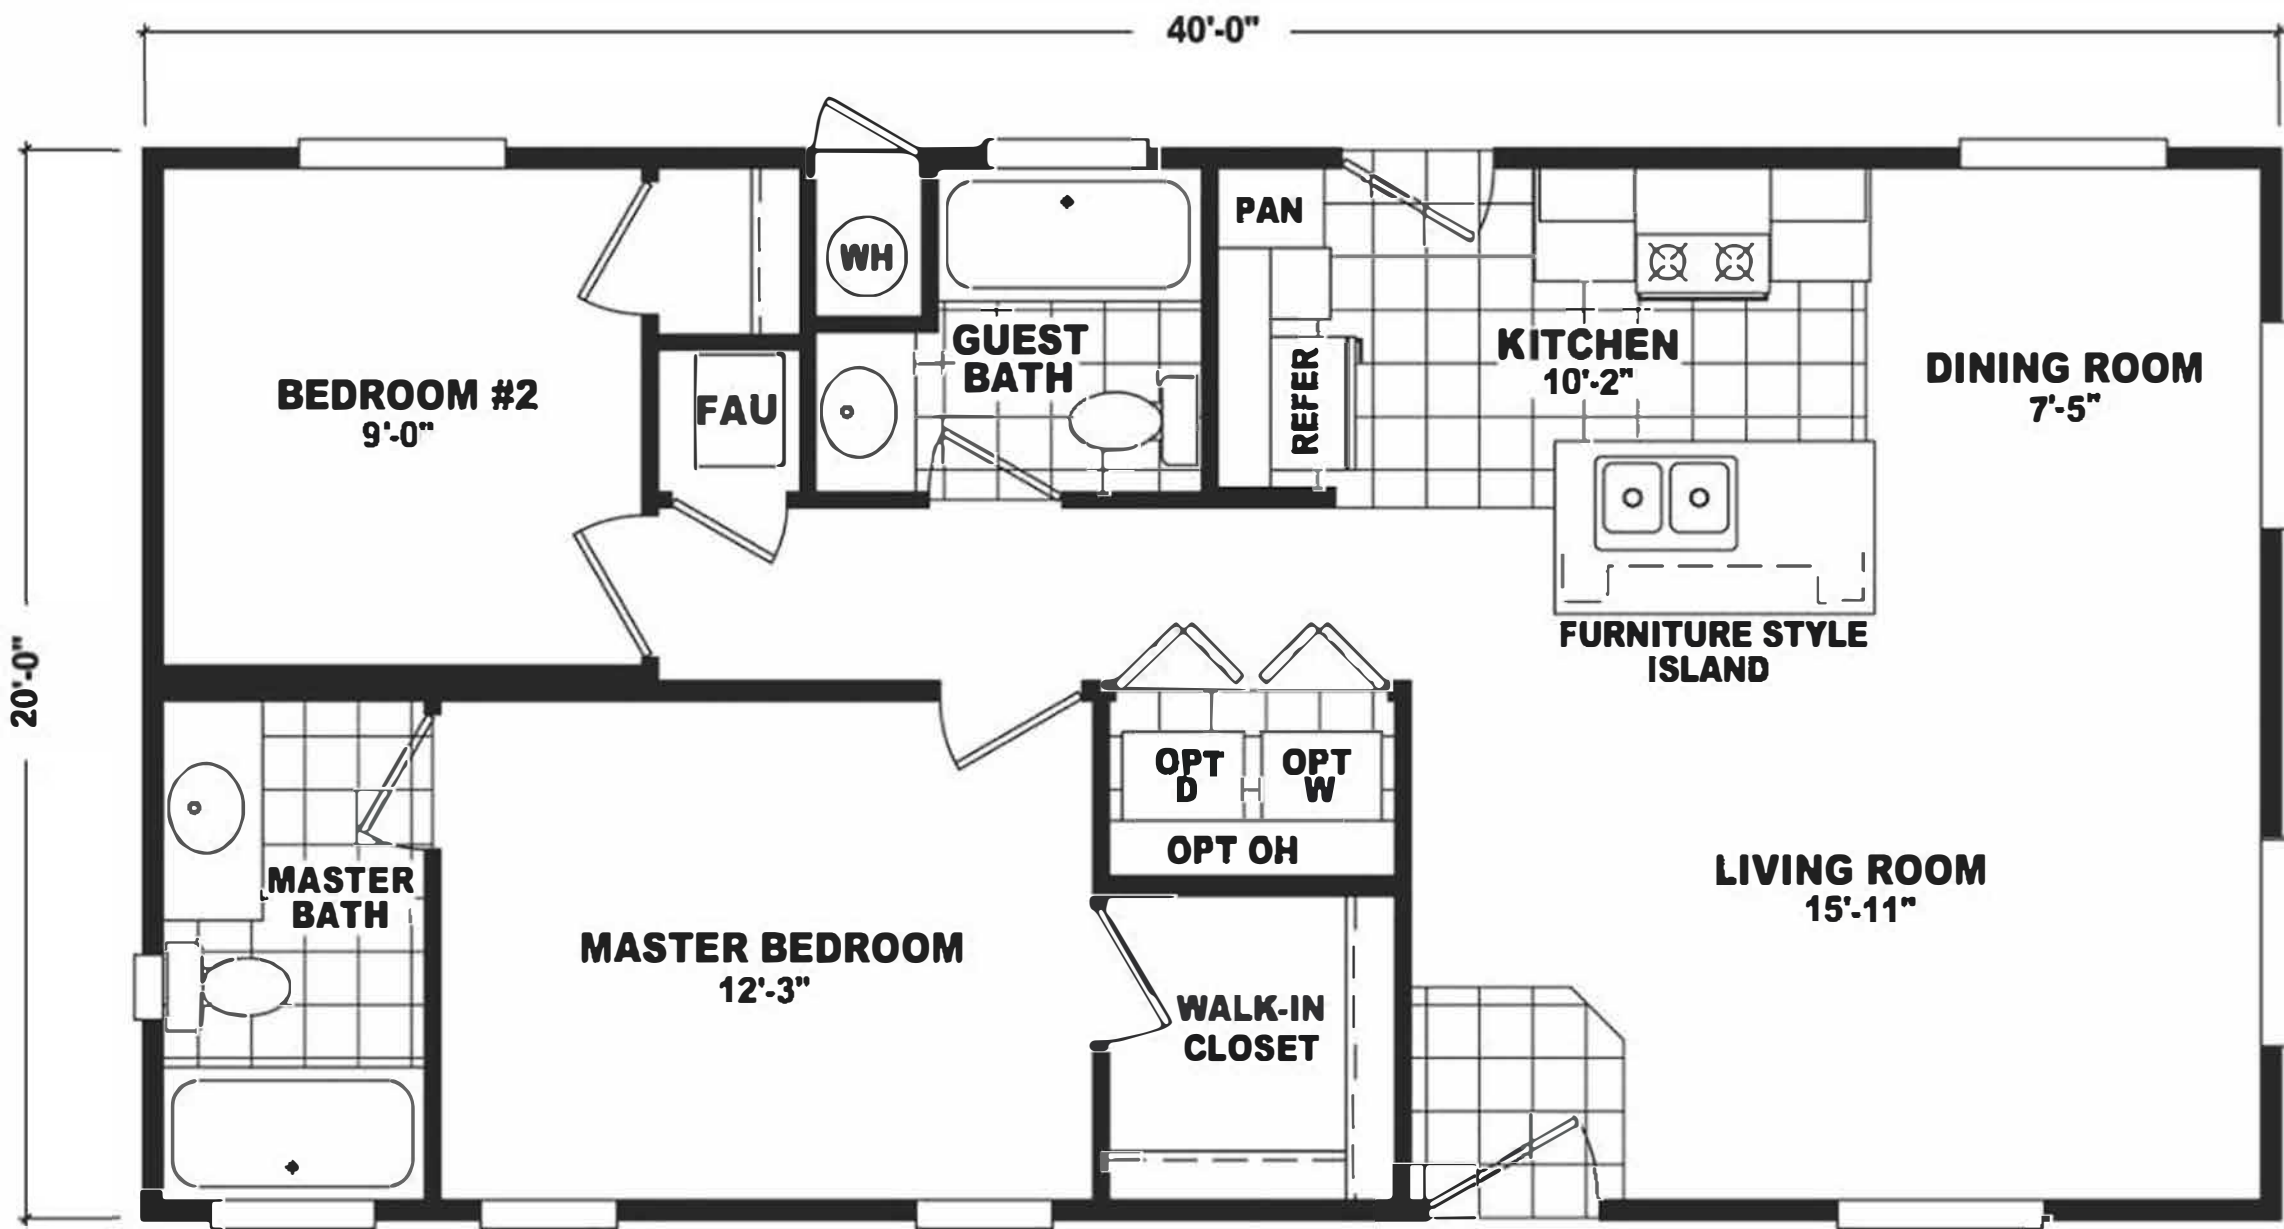 40'-0"
20'-0"
BEDROOM #2
9'-0"
WH
FAU
GUEST
BATH
PAN
REFER
KITCHEN
10'-2"
DINING ROOM
7'-5"
FURNITURE STYLE
ISLAND
OPT
D
OPT
W
OPT OH
MASTER
BATH
MASTER BEDROOM
12'-3"
WALK-IN
CLOSET
LIVING ROOM
15'-11"